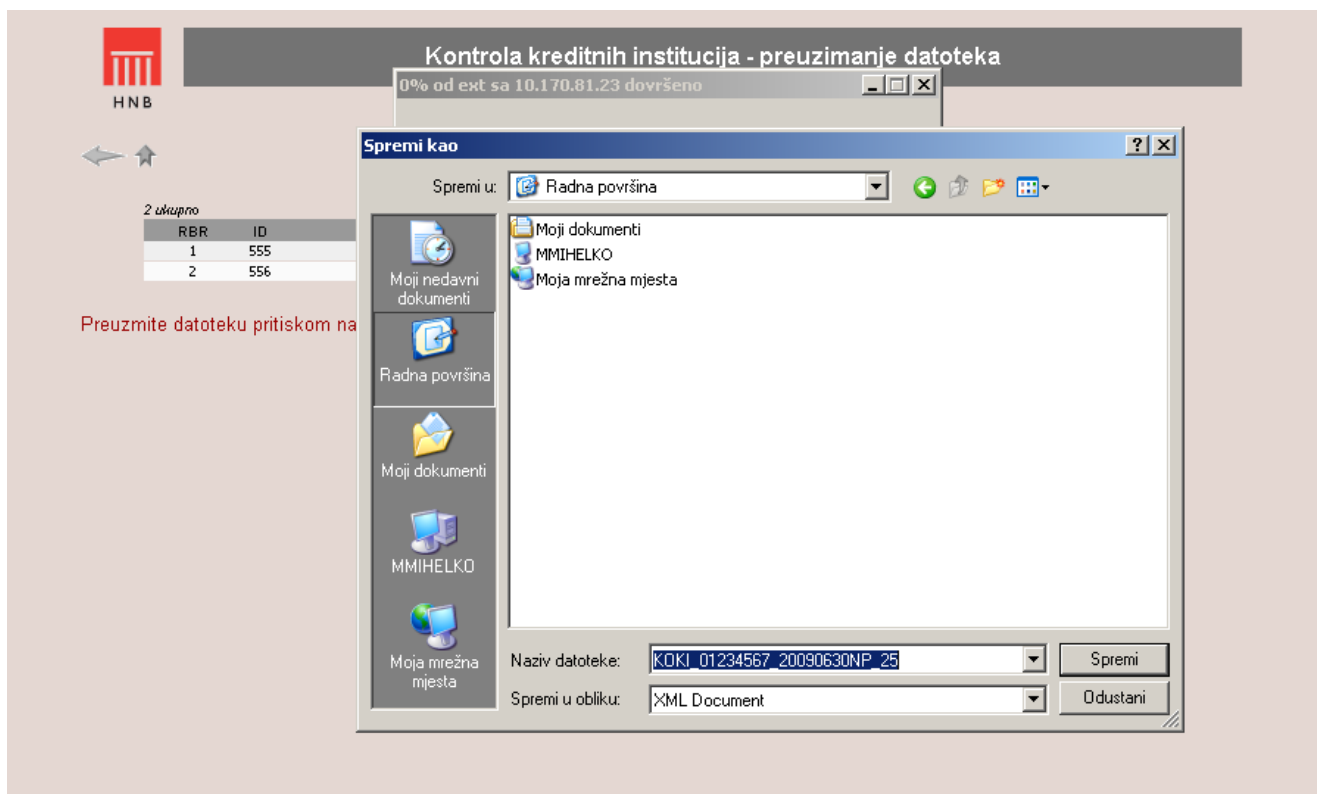 Kontrola kreditnih institucija - preuzimanje datoteka
HNB
0% od ext sa 10.170.81.23 dovršeno
Spremi kao
Spremi u: Radna površina
2 ukupno
RBR ID
1 555
2 556
Preuzmite datoteku pritiskom na
Moji nedavni
dokumenti
Radna površina
Moji dokumenti
MMIHELKO
Moja mrežna
mjesta
Moji dokumenti
MMIHELKO
Moja mrežna mjesta
Naziv datoteke: KOKI_01234567_20090630NP_25 Spremi
Spremi u obliku: XML Document Odustani